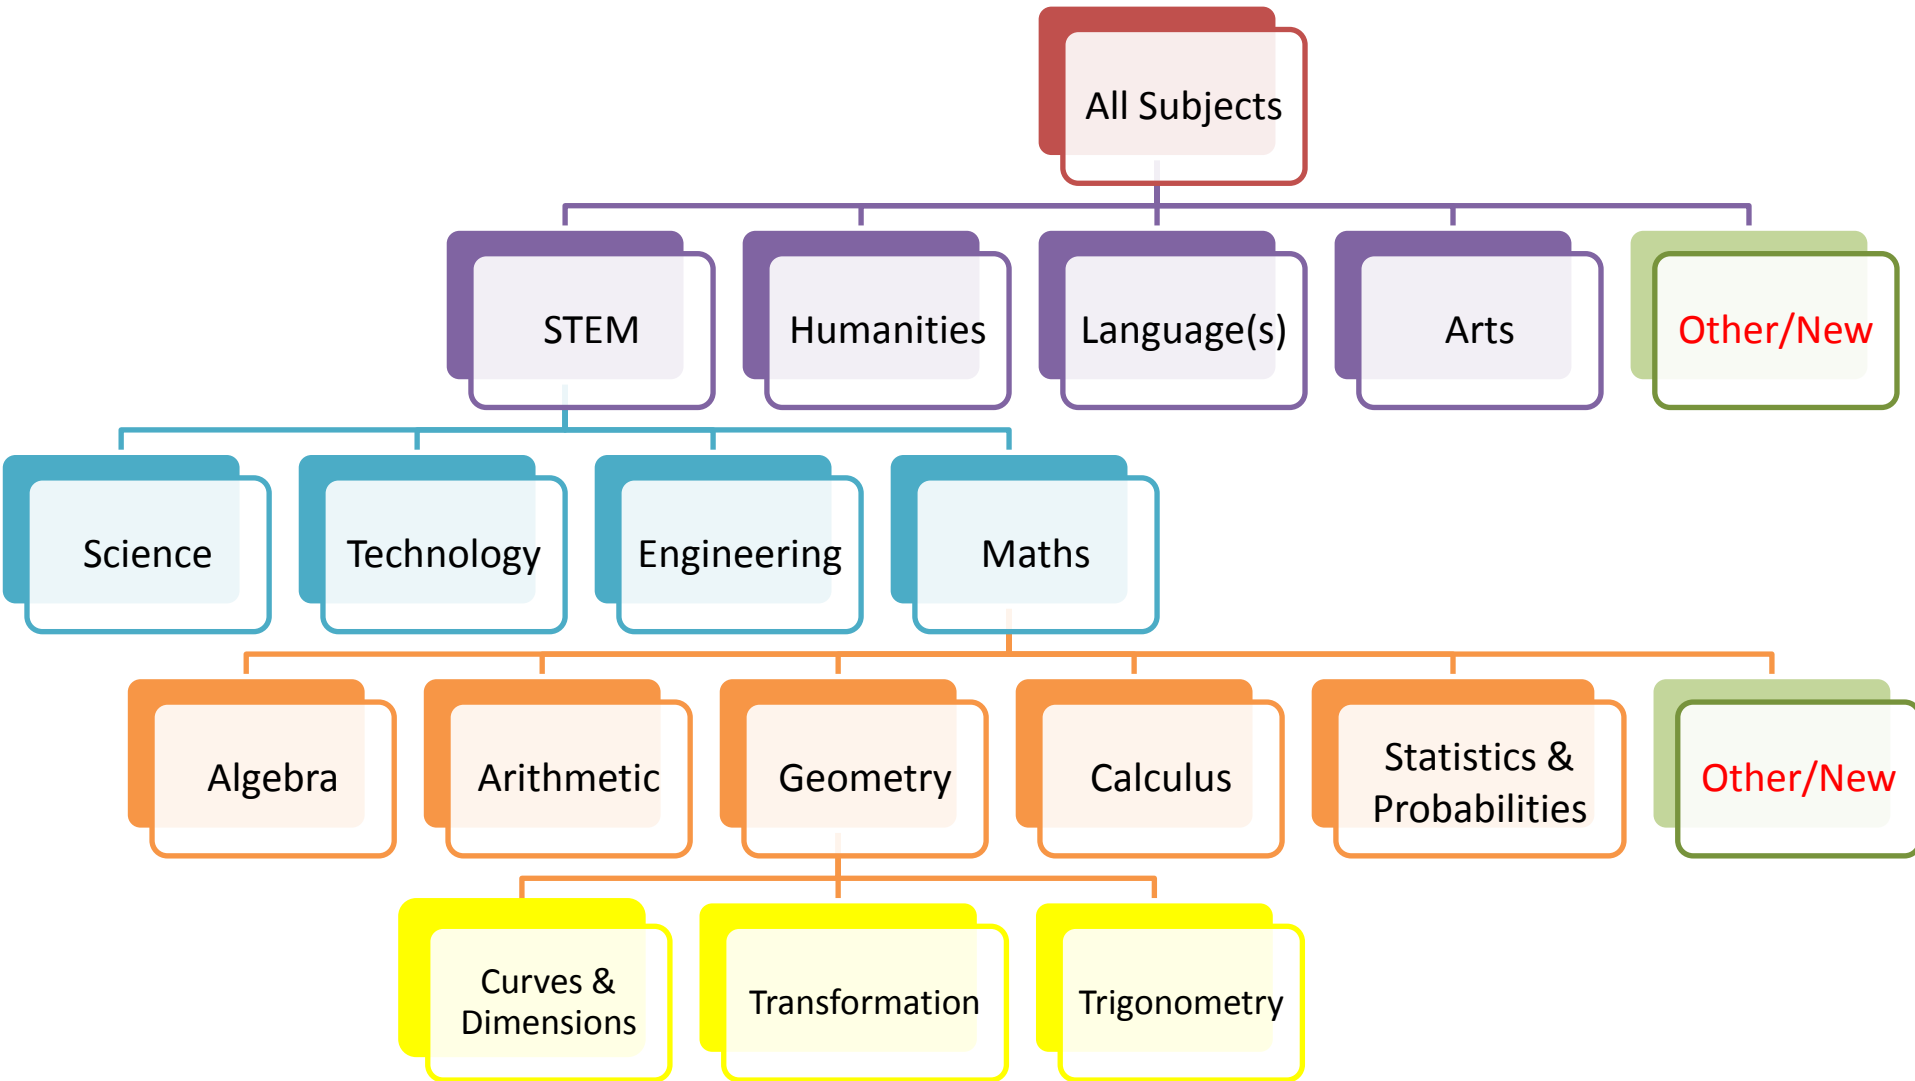 All Subjects
STEM
Humanities
Language(s)
Arts
Other/New
Science
Technology
Engineering
Maths
Algebra
Arithmetic
Geometry
Calculus
Statistics &
Probabilities
Other/New
Curves &
Dimensions
Transformation
Trigonometry